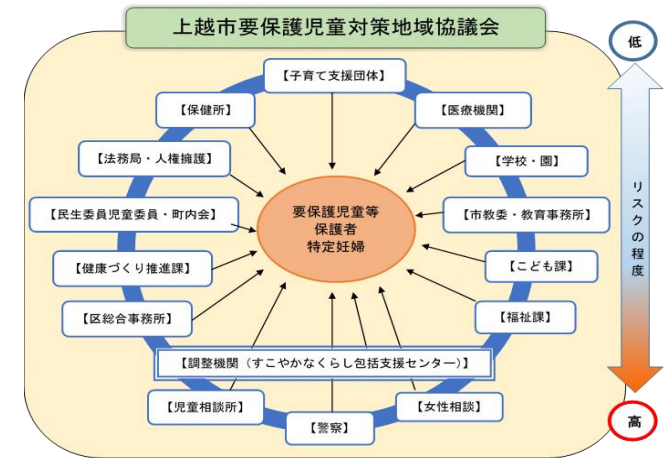 上越市要保護児童対策地域協議会
低
【子育て支援団体】
【保健所】
【医療機関】
【法務局・人権擁護】
【学校・園】
【民生委員児童委員・町内会】
要保護児童等
保護者
特定妊婦
【市教委・教育事務所】
リスクの程度
【健康づくり推進課】
【こども課】
【区総合事務所】
【福祉課】
【調整機関（すこやかなくらし包括支援センター）】
【児童相談所】
【女性相談】
【警察】
高